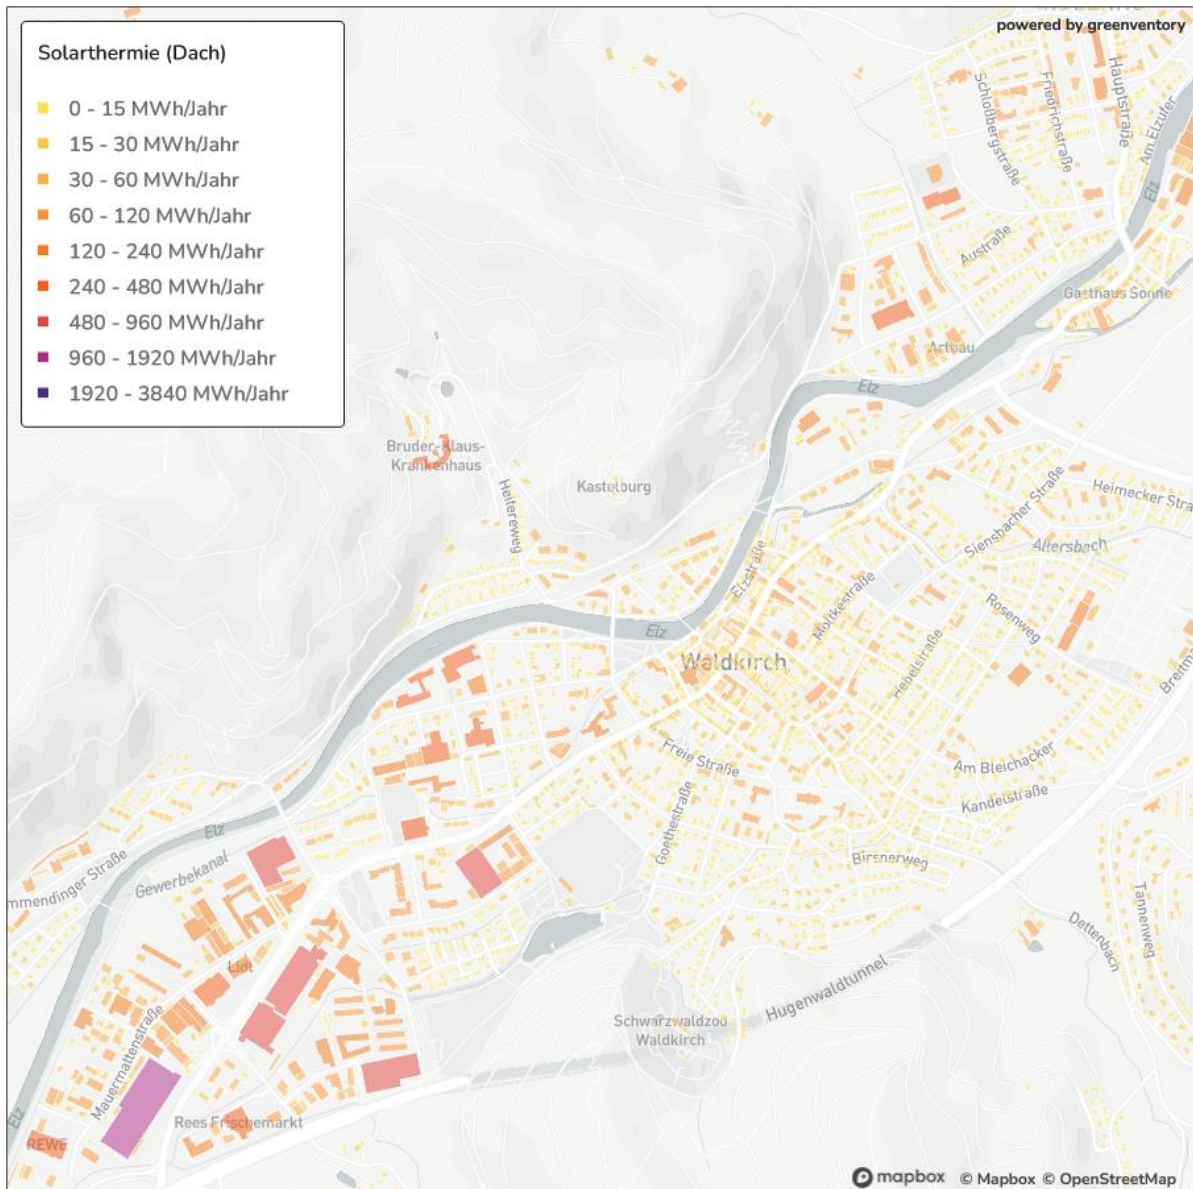 powered by greenventory
Solarthermie (Dach)
0 - 15 MWh/Jahr
15 - 30 MWh/Jahr
30 - 60 MWh/Jahr
60 - 120 MWh/Jahr
120 - 240 MWh/Jahr
240 - 480 MWh/Jahr
480 - 960 MWh/Jahr
960 - 1920 MWh/Jahr
1920 - 3840 MWh/Jahr
Schloßbergstraße
Friedrichstraße
Hauptstraße
Am Elzufer
Elz
Austraße
Gasthaus Sonne
Artbau
Elz
Bruder-Klaus-
Krankenhaus
Heitereweg
Kastelburg
Heimecker Stra
Siensbacher Straße
Altersbach
Elzstraße
Moltkestraße
Rosenweg
Elz
Elz
Waldkirch
Hebelstraße
Breitma
Freie Straße
Am Bleichacker
Kandelstraße
Goethestraße
Birsnerweg
Elz
Gewerbekanal
mmendinger Straße
Tannenweg
Dettenbach
Lidl
Hugenwaldtunnel
Schwarzwaldzoo
Waldkirch
Mauermattenstraße
Rees Frischemarkt
Elz
REWE
mapbox © Mapbox © OpenStreetMap